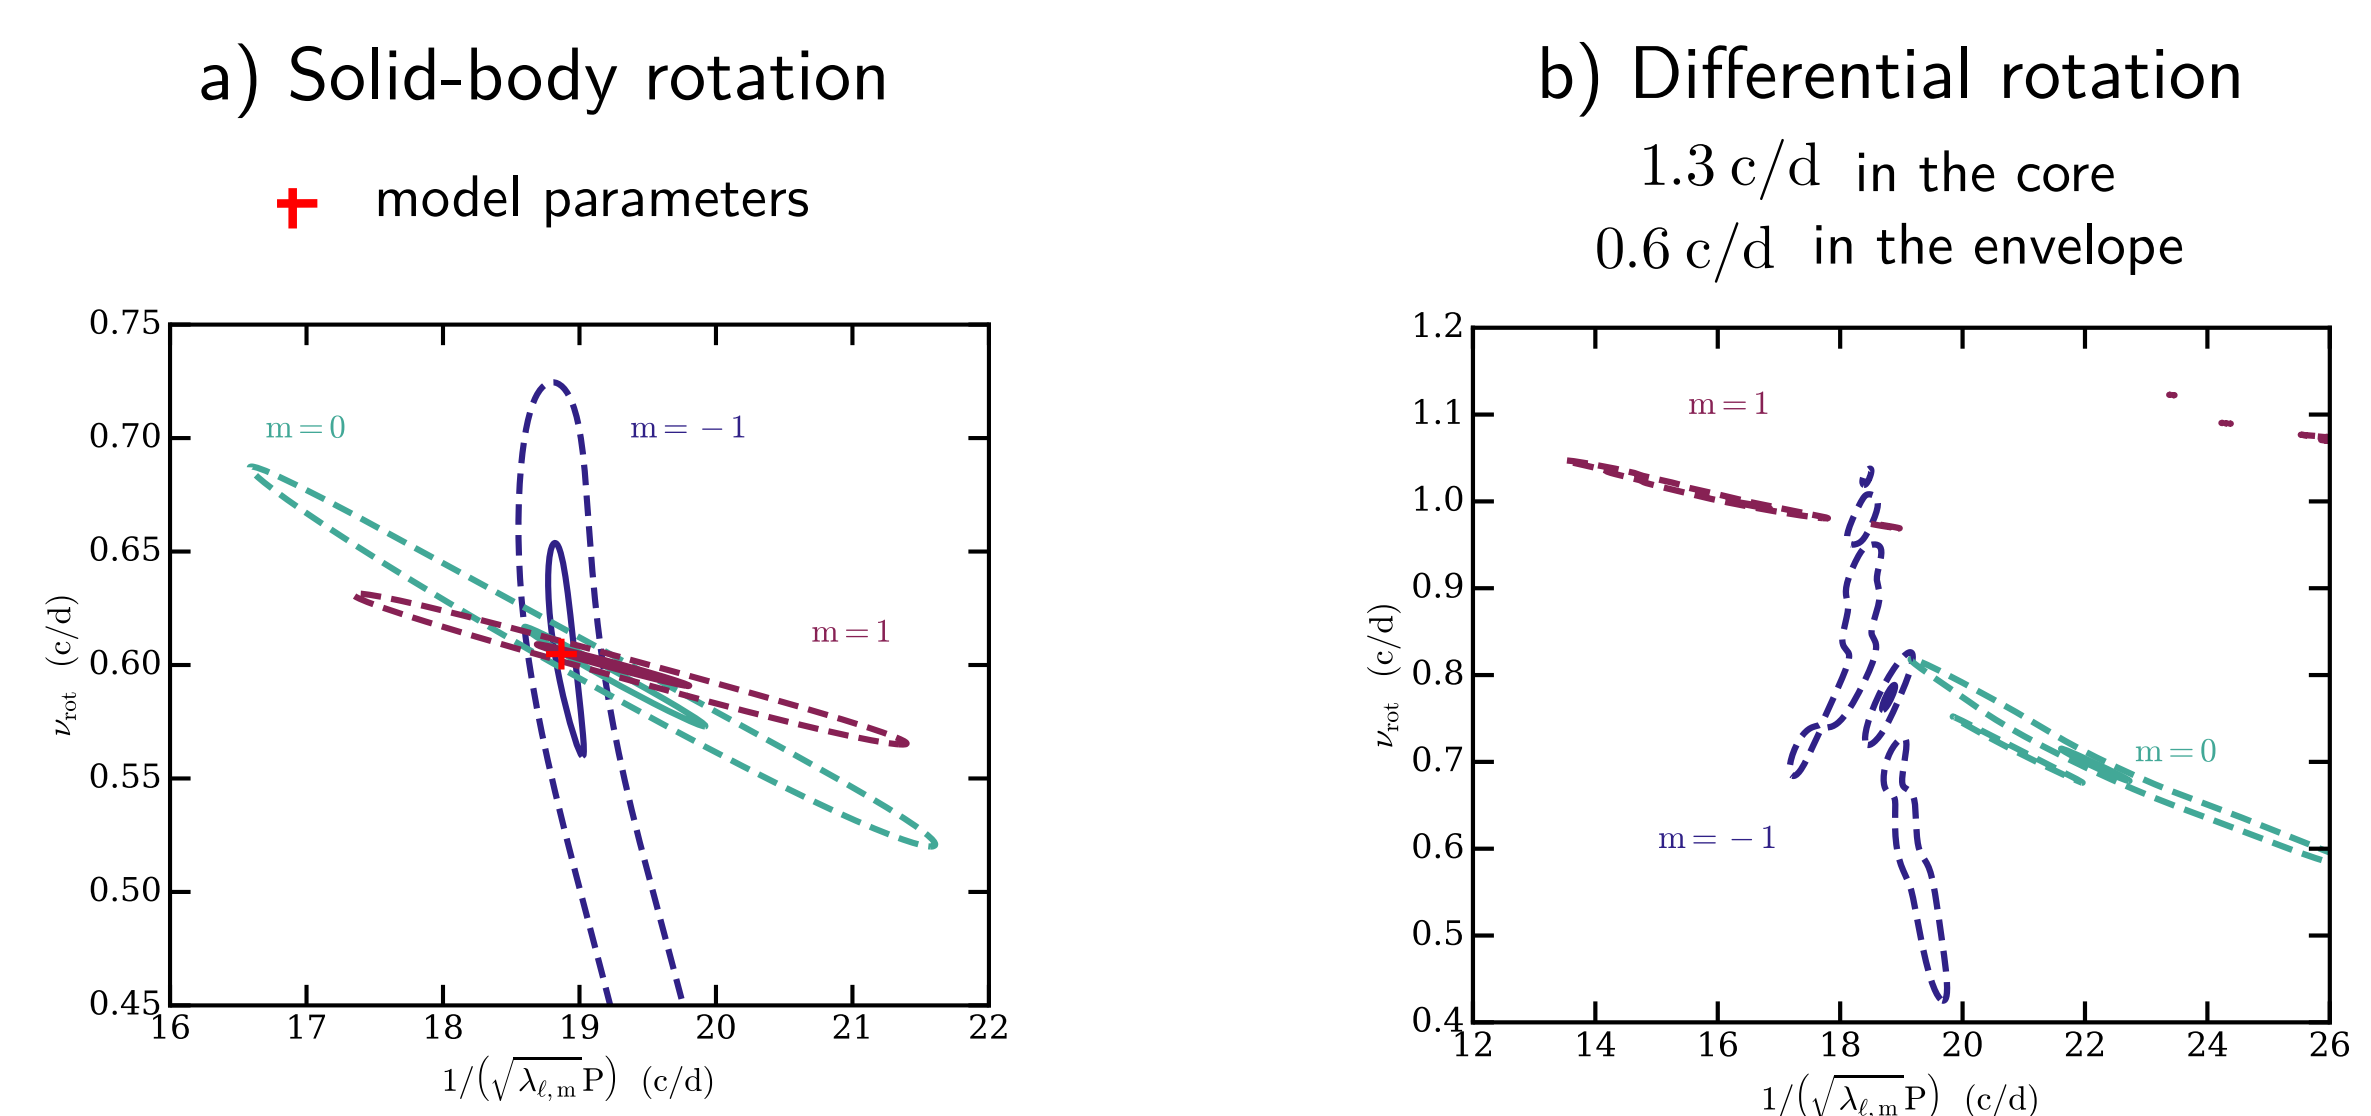 a) Solid-body rotation
model parameters
0.75
0.70
0.65
0.60
0.55
0.50
0.45
16 17 18 19 20 21 22
m = 0
m = − 1
m = 1
ν_rot (c/d)
1/(√λ_ℓ,m P) (c/d)
b) Differential rotation
1.3 c/d in the core
0.6 c/d in the envelope
1.2
1.1
1.0
0.9
0.8
0.7
0.6
0.5
0.4
12 14 16 18 20 22 24 26
m = 1
m = 0
m = − 1
ν_rot (c/d)
1/(√λ_ℓ,m P) (c/d)